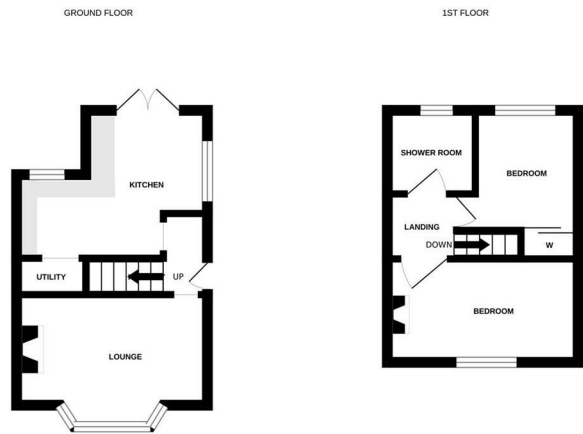 GROUND FLOOR
KITCHEN
UTILITY
UP
LOUNGE
1ST FLOOR
SHOWER ROOM
BEDROOM
LANDING
DOWN
W
BEDROOM